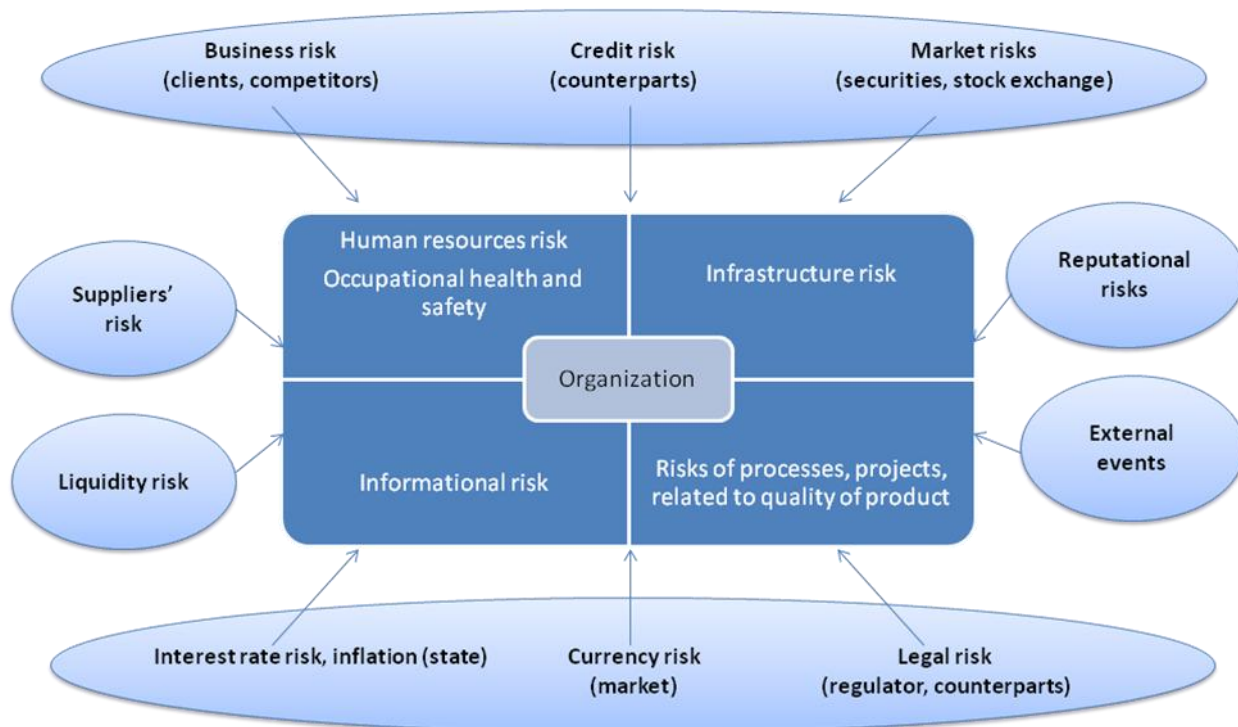 Business risk
(clients, competitors)
Credit risk
(counterparts)
Market risks
(securities, stock exchange)
Human resources risk
Occupational health and
safety
Infrastructure risk
Suppliers'
risk
Reputational
risks
Organization
Liquidity risk
Informational risk
Risks of processes, projects,
related to quality of product
External
events
Interest rate risk, inflation (state)
Currency risk
(market)
Legal risk
(regulator, counterparts)